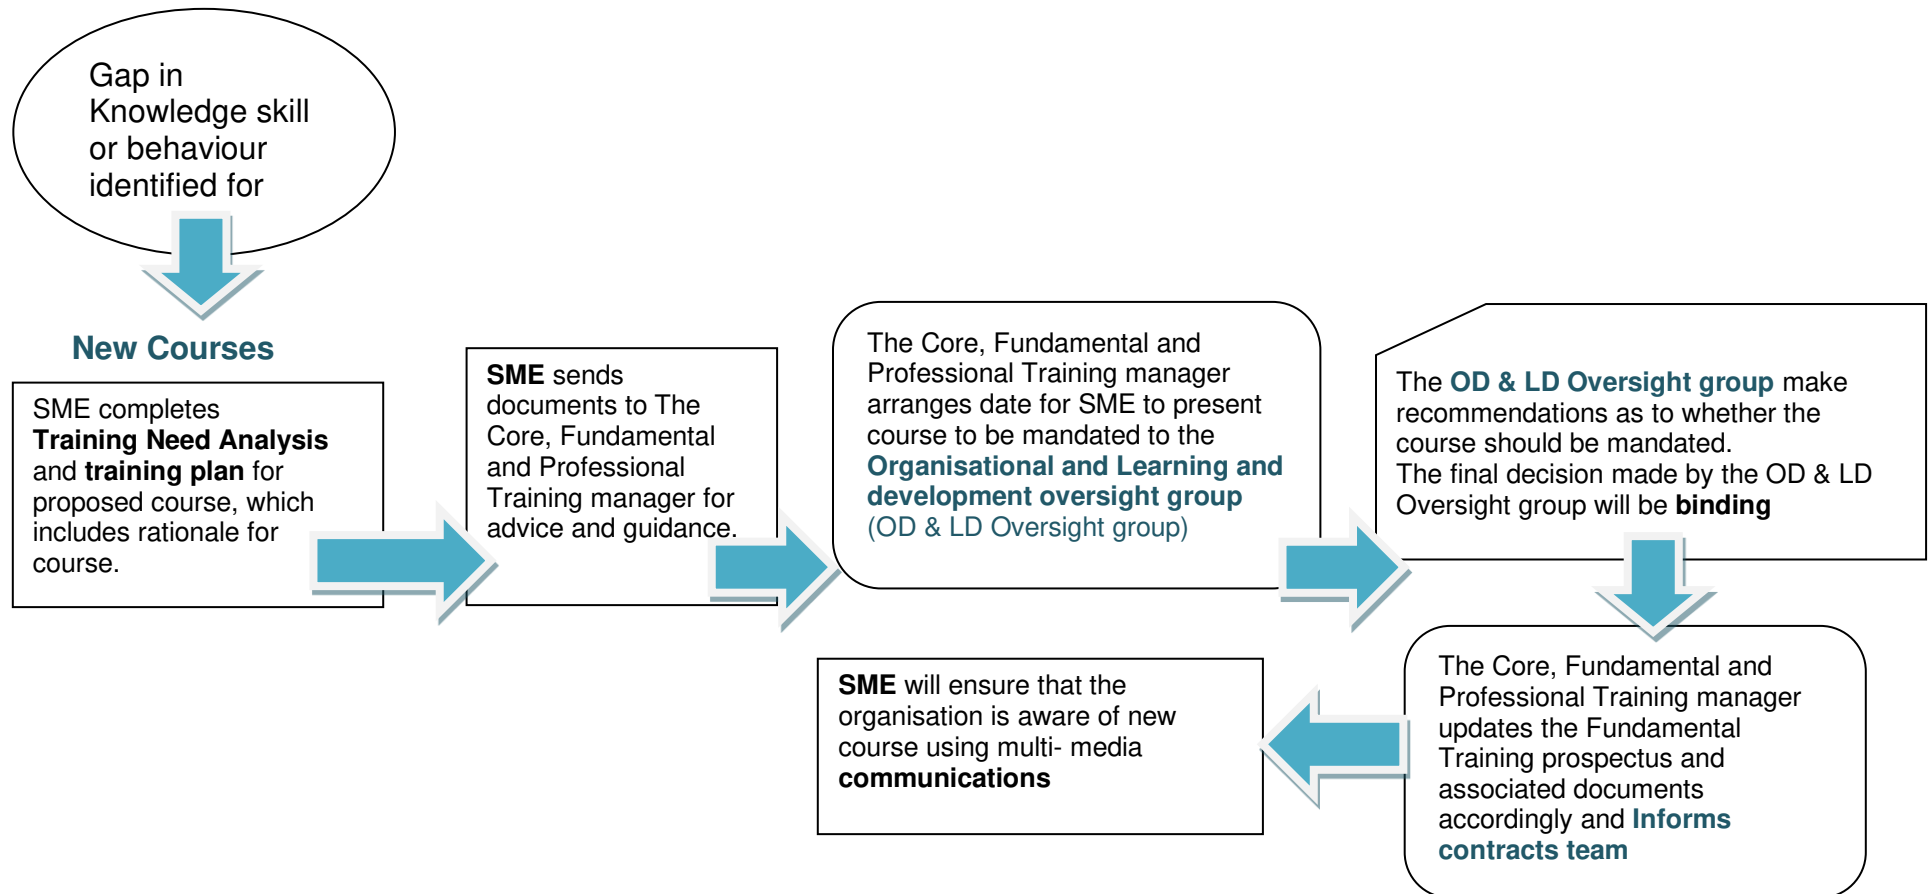 Gap in
Knowledge skill
or behaviour
identified for
New Courses
SME completes
Training Need Analysis
and training plan for
proposed course, which
includes rationale for
course.
SME sends
documents to The
Core, Fundamental
and Professional
Training manager for
advice and guidance.
The Core, Fundamental and
Professional Training manager
arranges date for SME to present
course to be mandated to the
Organisational and Learning and
development oversight group
(OD & LD Oversight group)
The OD & LD Oversight group make
recommendations as to whether the
course should be mandated.
The final decision made by the OD & LD
Oversight group will be binding
The Core, Fundamental and
Professional Training manager
updates the Fundamental
Training prospectus and
associated documents
accordingly and Informs
contracts team
SME will ensure that the
organisation is aware of new
course using multi- media
communications